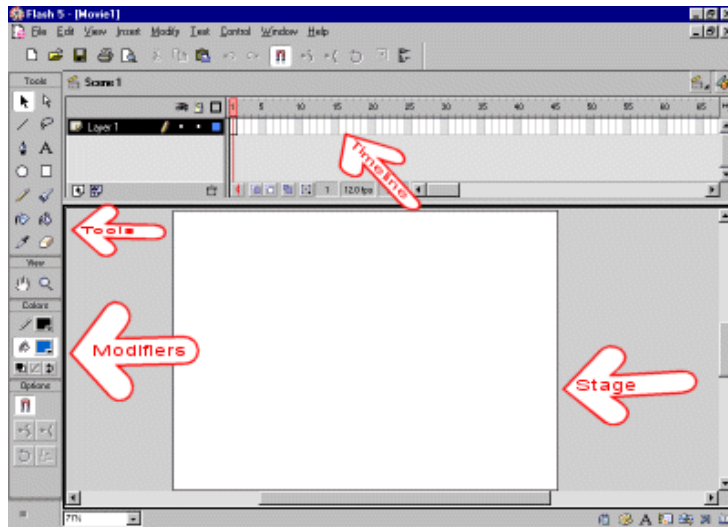 Flash 5 - [Movie1]
File Edit View Insert Modify Text Control Window Help
Tools
Scene 1
1 5 10 15 20 25 30 35 40 45 50 55 60 65
Layer 1
A
1 12.0 fps
Timeline
Tools
View
Colors
Modifiers
Stage
Options
71%
A